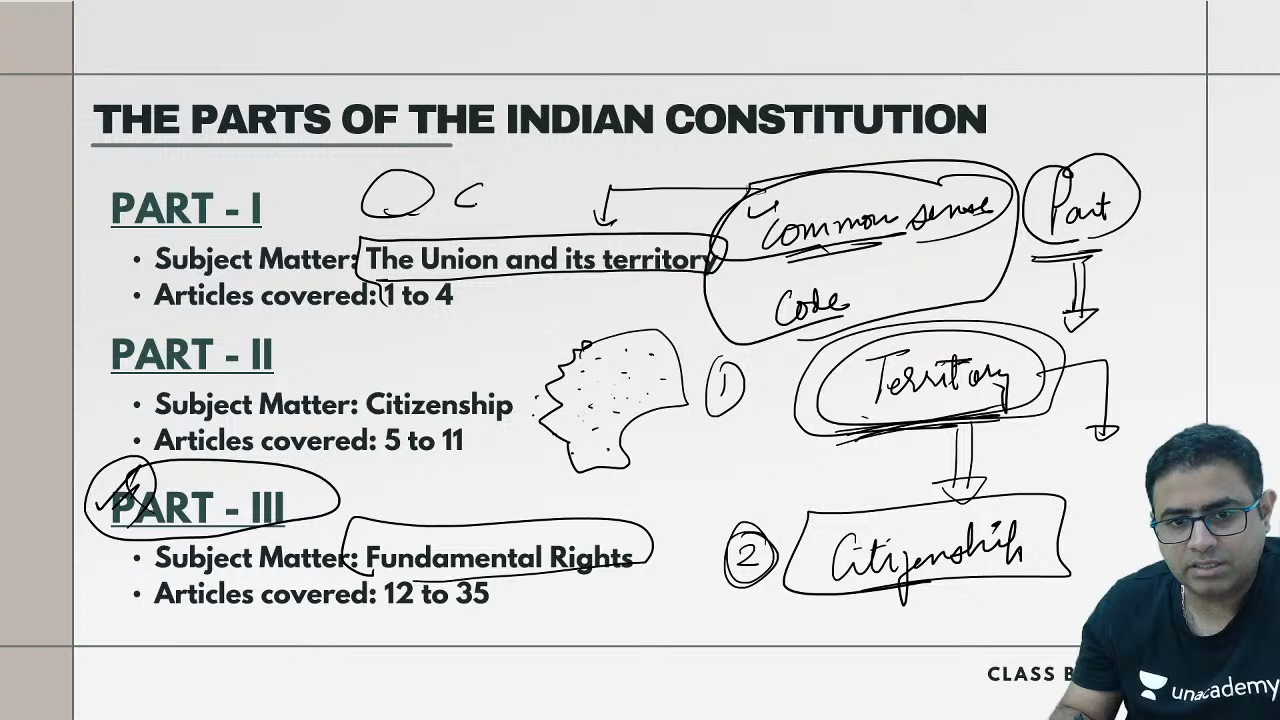 THE PARTS OF THE INDIAN CONSTITUTION
PART - I
C
Common sense
Part
• Subject Matter: The Union and its territory
• Articles covered: 1 to 4
Code
PART - II
1
Territory
• Subject Matter: Citizenship
• Articles covered: 5 to 11
PART - III
2
Citizenship
• Subject Matter: Fundamental Rights
• Articles covered: 12 to 35
CLASS B
unacademy